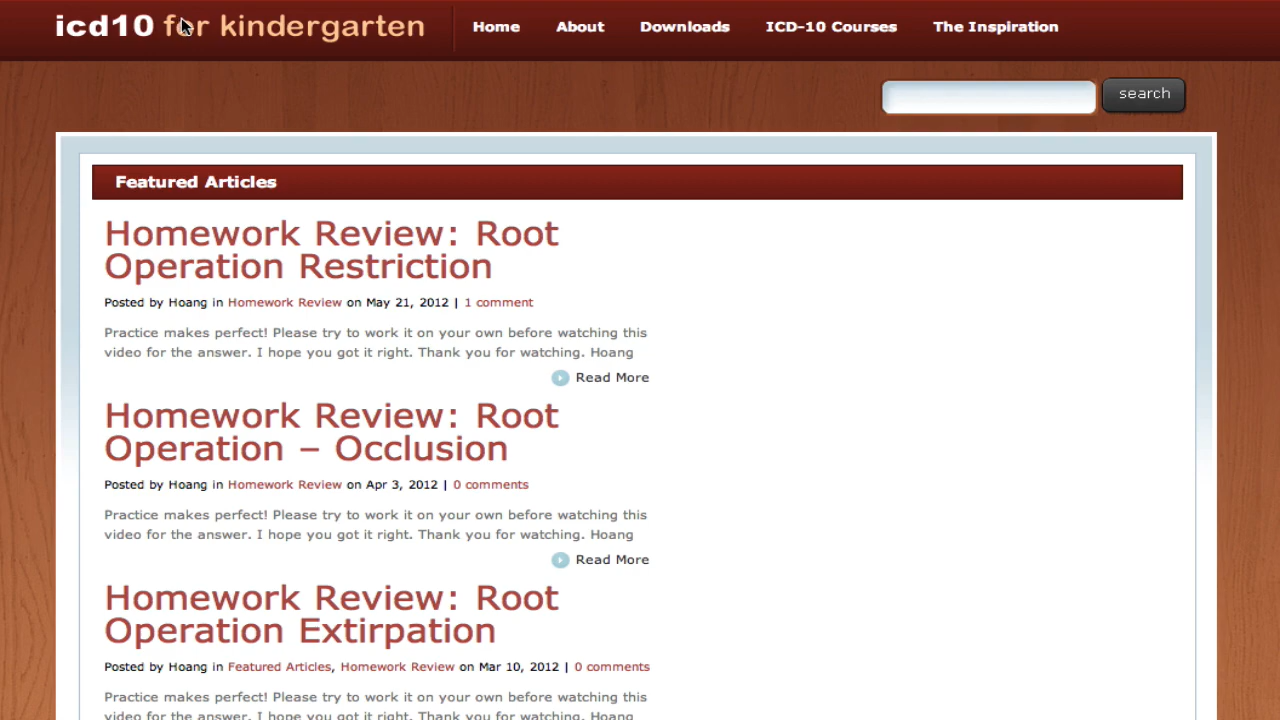 icd10 for kindergarten
Home About Downloads ICD-10 Courses The Inspiration
search
Featured Articles
Homework Review: Root
Operation Restriction
Posted by Hoang in Homework Review on May 21, 2012 | 1 comment
Practice makes perfect! Please try to work it on your own before watching this
video for the answer. I hope you got it right. Thank you for watching. Hoang
Read More
Homework Review: Root
Operation – Occlusion
Posted by Hoang in Homework Review on Apr 3, 2012 | 0 comments
Practice makes perfect! Please try to work it on your own before watching this
video for the answer. I hope you got it right. Thank you for watching. Hoang
Read More
Homework Review: Root
Operation Extirpation
Posted by Hoang in Featured Articles, Homework Review on Mar 10, 2012 | 0 comments
Practice makes perfect! Please try to work it on your own before watching this
video for the answer. I hope you got it right. Thank you for watching. Hoang